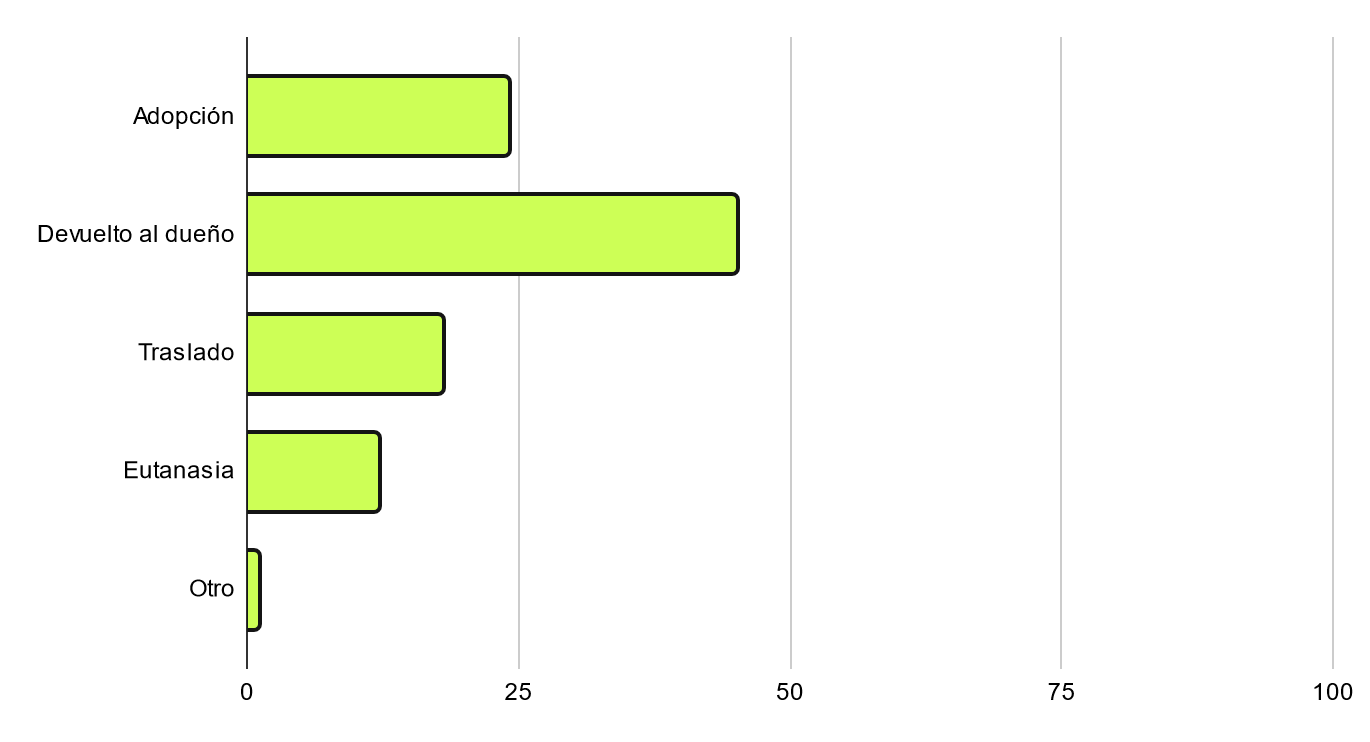 Adopción
Devuelto al dueño
Traslado
Eutanasia
Otro
0 25 50 75 100